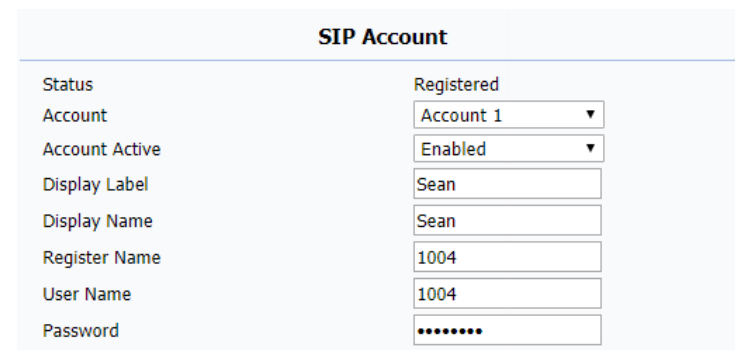 SIP Account
Status Registered
Account Account 1
Account Active Enabled
Display Label Sean
Display Name Sean
Register Name 1004
User Name 1004
Password ••••••••